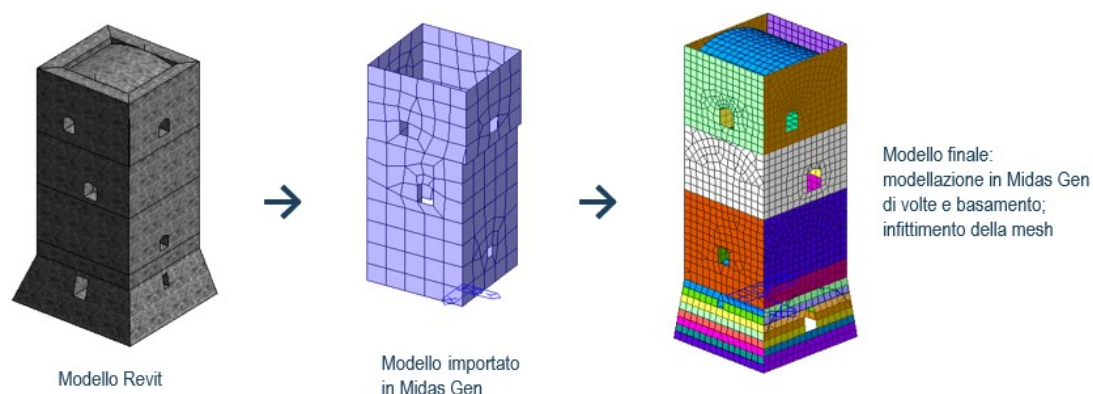 Modello Revit
Modello importato
in Midas Gen
Modello finale:
modellazione in Midas Gen
di volte e basamento;
infittimento della mesh